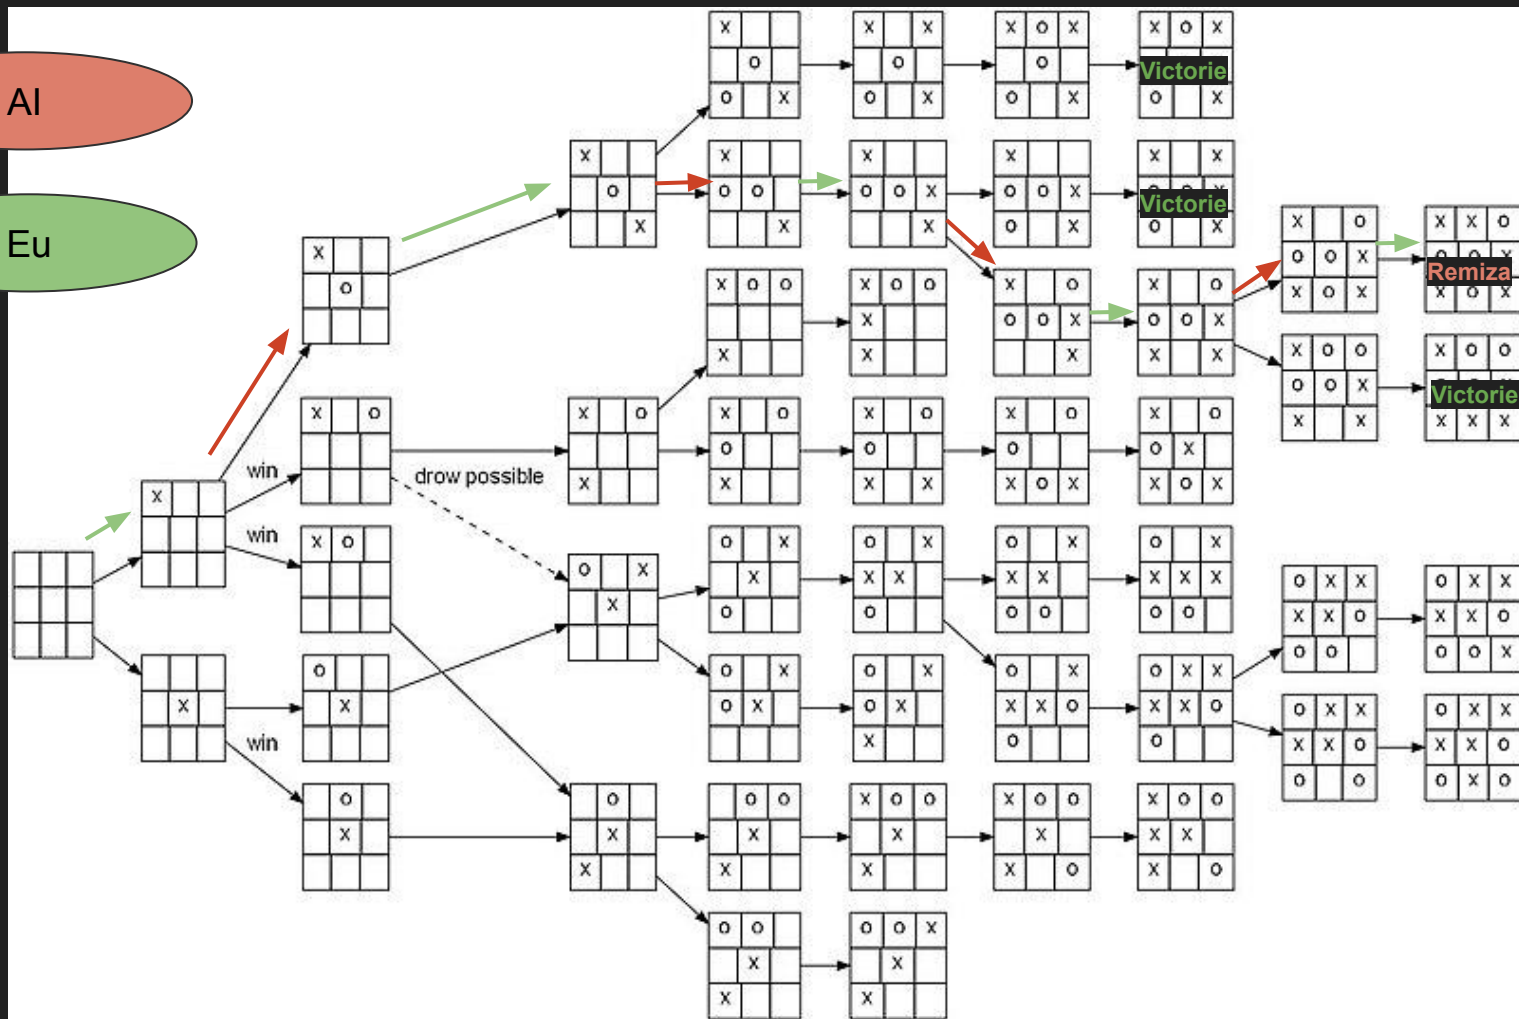 AI
Eu
X
X
O
win
X O
drow possible
win
X O
X
O
X
win
O
X
X
O
X
X O
X
O X
X
O
X
X
X
O
O X
X
O O
X
X O O
X
X O
O
X
O X
X
O
O X
O X
O O
X
X
O O
X
X
X X
O
O X
X
O O X
X
X O O
X
X
X O
O
X X
O X
X X
O
O X
O X
X
X O O
X
X
O O X
X
X
X O X
O
O X
X
O O X
O X
X O
O O X
X
X O
O
X O X
O X
X X
O O
O X
X X O
O
X O O
X
X O
X O X
Victorie
O X
X X
Victorie
O X
X O
O O X
X X
X O
O X
X O X
O X
X X X
O O
O X X
X X O
O
X O O
X X
X O
X O
O O X
X O X
X O O
O O X
X X
O X X
X X O
O O
O X X
X X O
O O
X X O
Remiza
X O X
X O O
Victorie
X X X
O X X
X X O
O O X
O X X
X X O
O X O